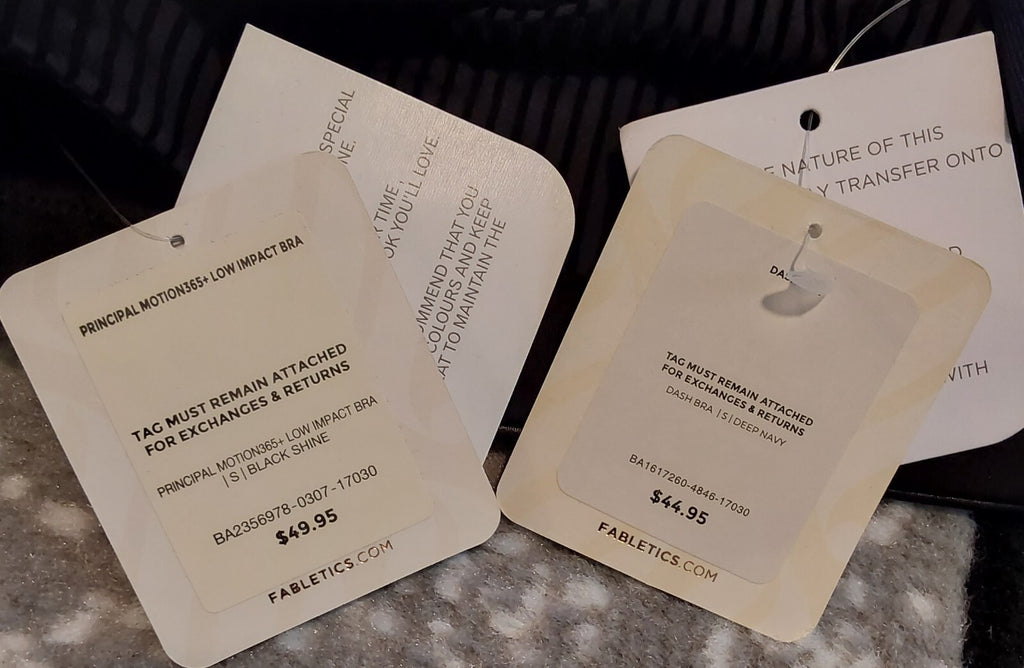 SPECIAL
NE.
TIME,
OK YOU'LL LOVE.
OMMEND THAT YOU
COLOURS AND KEEP
AT TO MAINTAIN THE
PRINCIPAL MOTION365+ LOW IMPACT BRA
TAG MUST REMAIN ATTACHED
FOR EXCHANGES & RETURNS
PRINCIPAL MOTION365+ LOW IMPACT BRA
| S | BLACK SHINE
BA2356978-0307-17030
$49.95
FABLETICS.COM
E NATURE OF THIS
Y TRANSFER ONTO
D
WITH
TAG MUST REMAIN ATTACHED
FOR EXCHANGES & RETURNS
DASH BRA | S | DEEP NAVY
BA1617260-4846-17030
$44.95
FABLETICS.COM